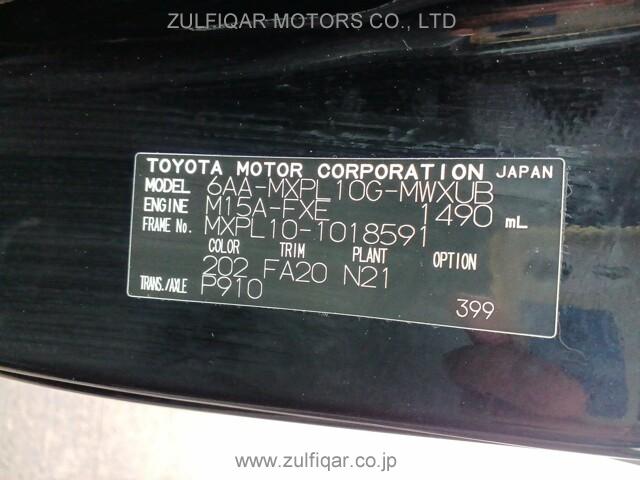 ZULFIQAR MOTORS CO., LTD
TOYOTA MOTOR CORPORATION JAPAN
MODEL 6AA-MXPL10G-MWXUB
ENGINE M15A-FXE 1490 mL
FRAME No. MXPL10-1018591
COLOR TRIM PLANT OPTION
202 FA20 N21
TRANS./AXLE P910
399
www.zulfiqar.co.jp